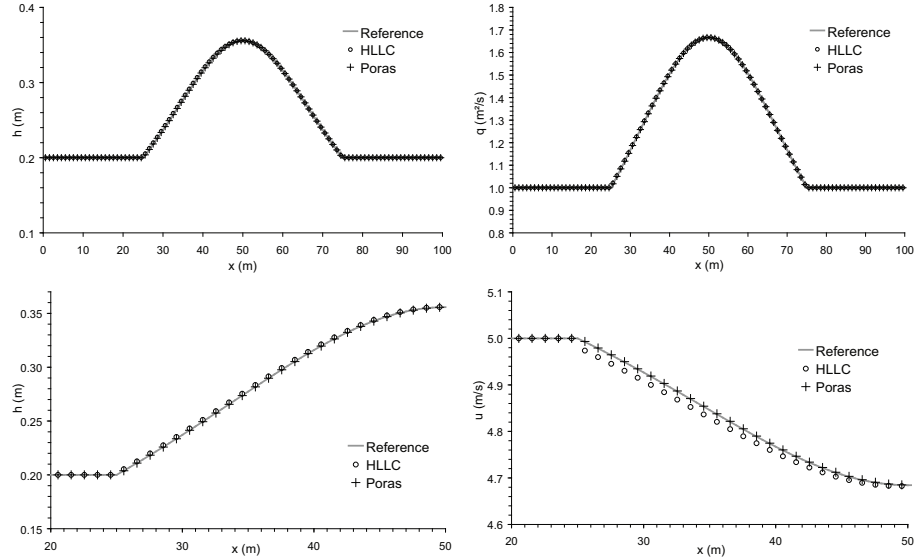 0.4
0.3
0.2
0.1
h (m)
0 10 20 30 40 50 60 70 80 90 100
x (m)
Reference
HLLC
Poras
1.8
1.7
1.6
1.5
1.4
1.3
1.2
1.1
1.0
0.9
0.8
q (m²/s)
0 10 20 30 40 50 60 70 80 90 100
x (m)
Reference
HLLC
Poras
0.35
0.30
0.25
0.20
0.15
h (m)
20 30 40 50
x (m)
Reference
HLLC
Poras
5.1
5.0
4.9
4.8
4.7
4.6
u (m/s)
20 30 40 50
x (m)
Reference
HLLC
Poras